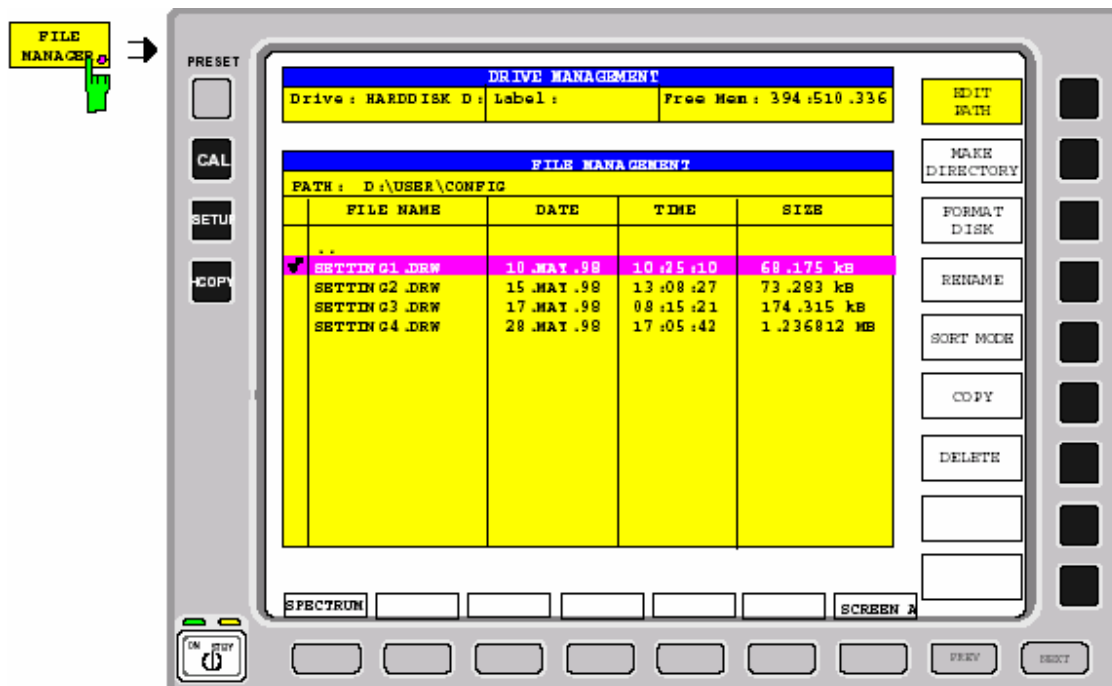 FILE
MANAGER
PRESET
CAL
SETUP
HCOPY
DRIVE MANAGEMENT
Drive: HARDDISK D: Label: Free Mem: 394:510.336
FILE MANAGEMENT
PATH: D:\USER\CONFIG
FILE NAME DATE TIME SIZE
..
SETTING1.DRW 10.MAY.98 10:25:10 68.175 kB
SETTING2.DRW 15.MAY.98 13:08:27 73.283 kB
SETTING3.DRW 17.MAY.98 08:15:21 174.315 kB
SETTING4.DRW 28.MAY.98 17:05:42 1.236812 MB
SPECTRUM SCREEN A
EDIT
PATH
MAKE
DIRECTORY
FORMAT
DISK
RENAME
SORT MODE
COPY
DELETE
ON STBY
PREV NEXT